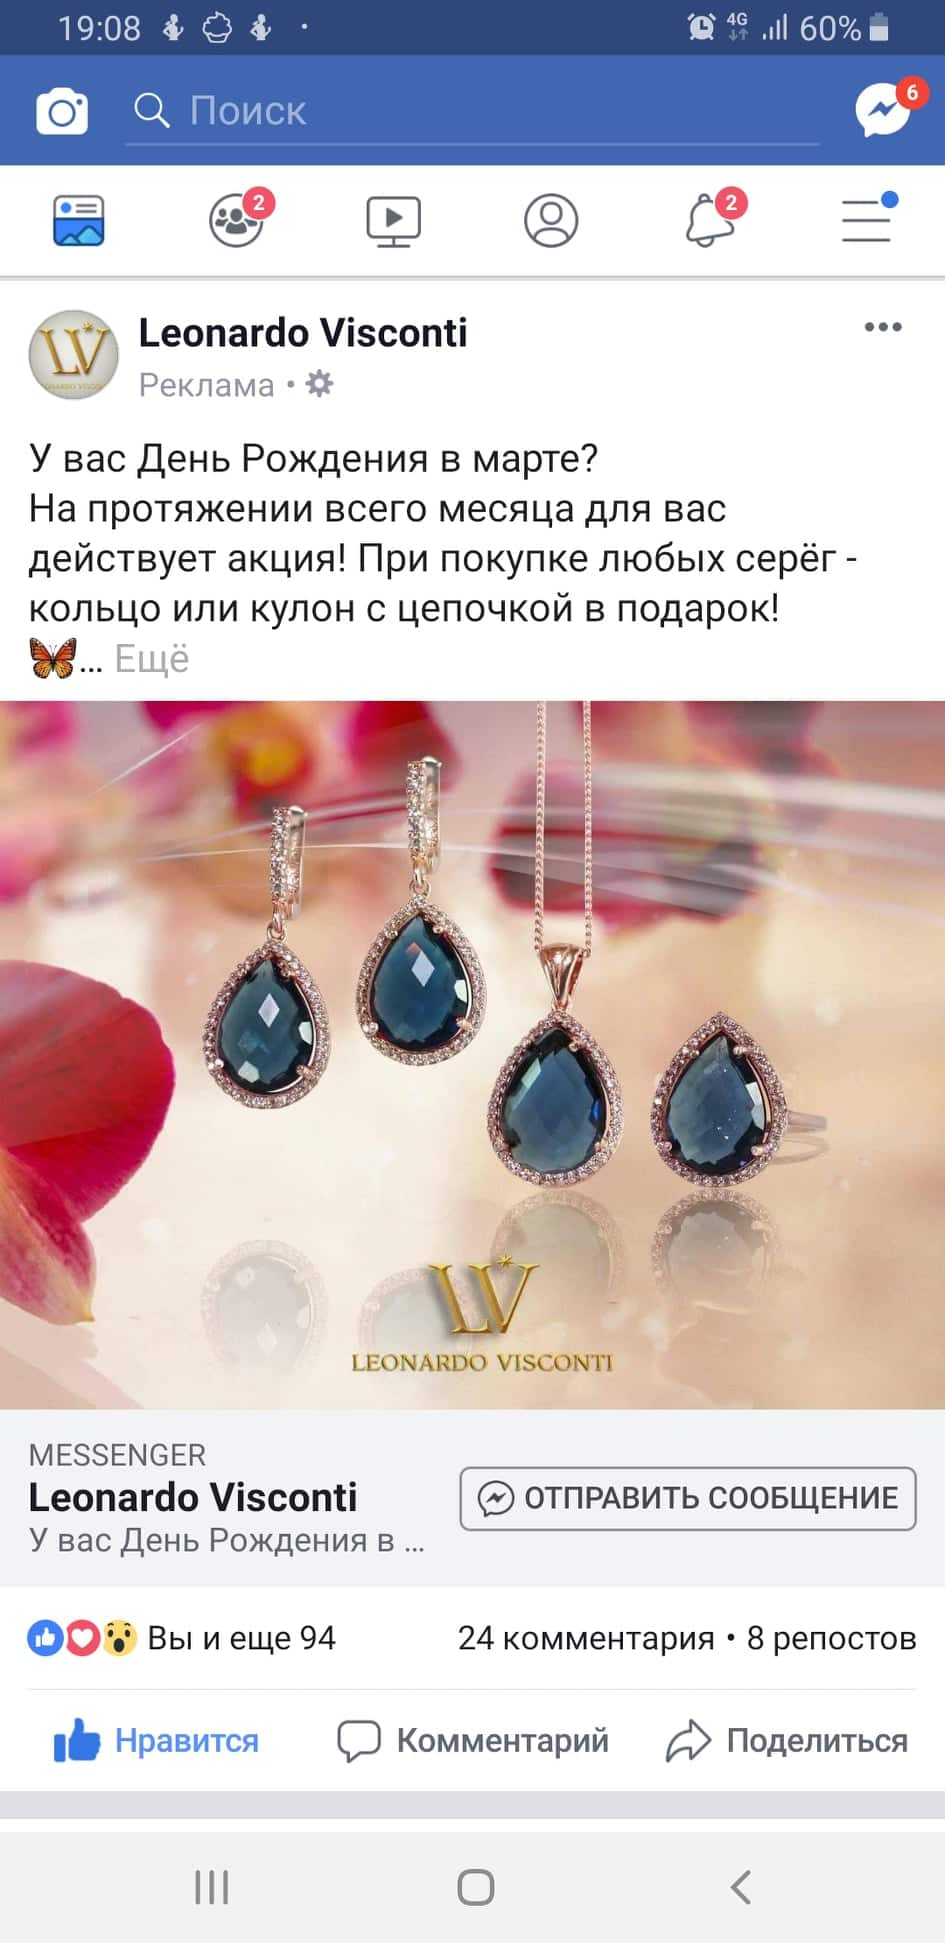 19:08 4G 60%
Поиск 6
2 2
Leonardo Visconti
Реклама •
У вас День Рождения в марте?
На протяжении всего месяца для вас
действует акция! При покупке любых серёг -
кольцо или кулон с цепочкой в подарок!
... Ещё
LV
LEONARDO VISCONTI
MESSENGER
Leonardo Visconti
У вас День Рождения в ...
ОТПРАВИТЬ СООБЩЕНИЕ
Вы и еще 94
24 комментария • 8 репостов
Нравится Комментарий Поделиться